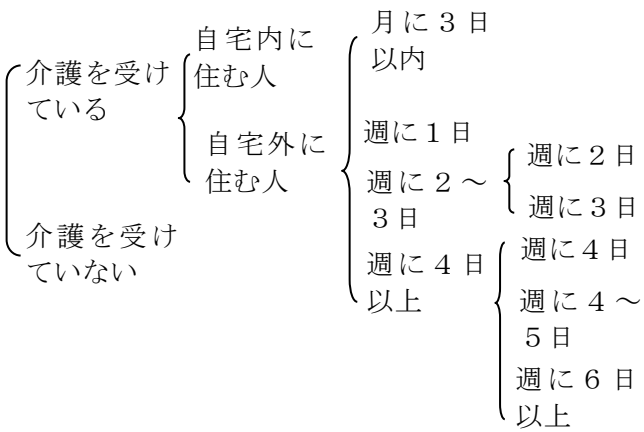 介護を受け
ている
介護を受け
ていない
自宅内に
住む人
自宅外に
住む人
月に３日
以内
週に１日
週に２～
３日
週に４日
以上
週に２日
週に３日
週に４日
週に４～
５日
週に６日
以上